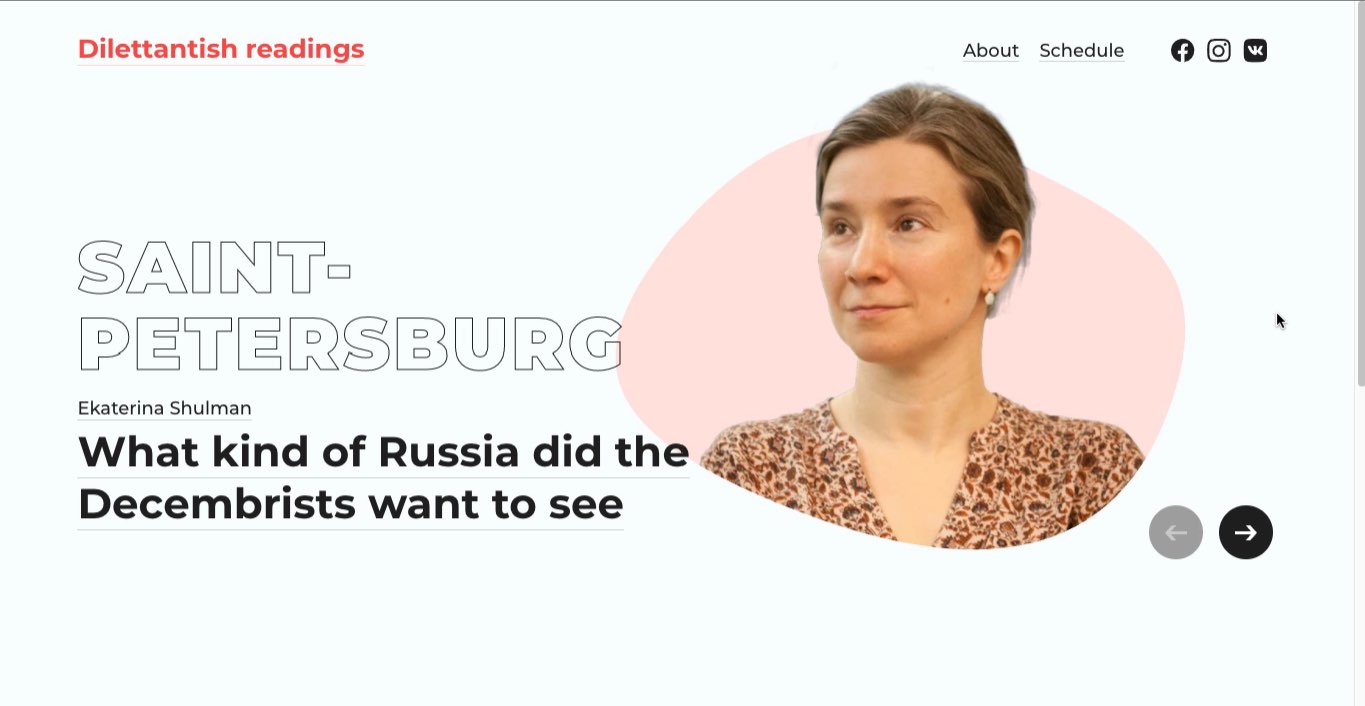 Dilettantish readings
About Schedule
SAINT-
PETERSBURG
Ekaterina Shulman
What kind of Russia did the
Decembrists want to see